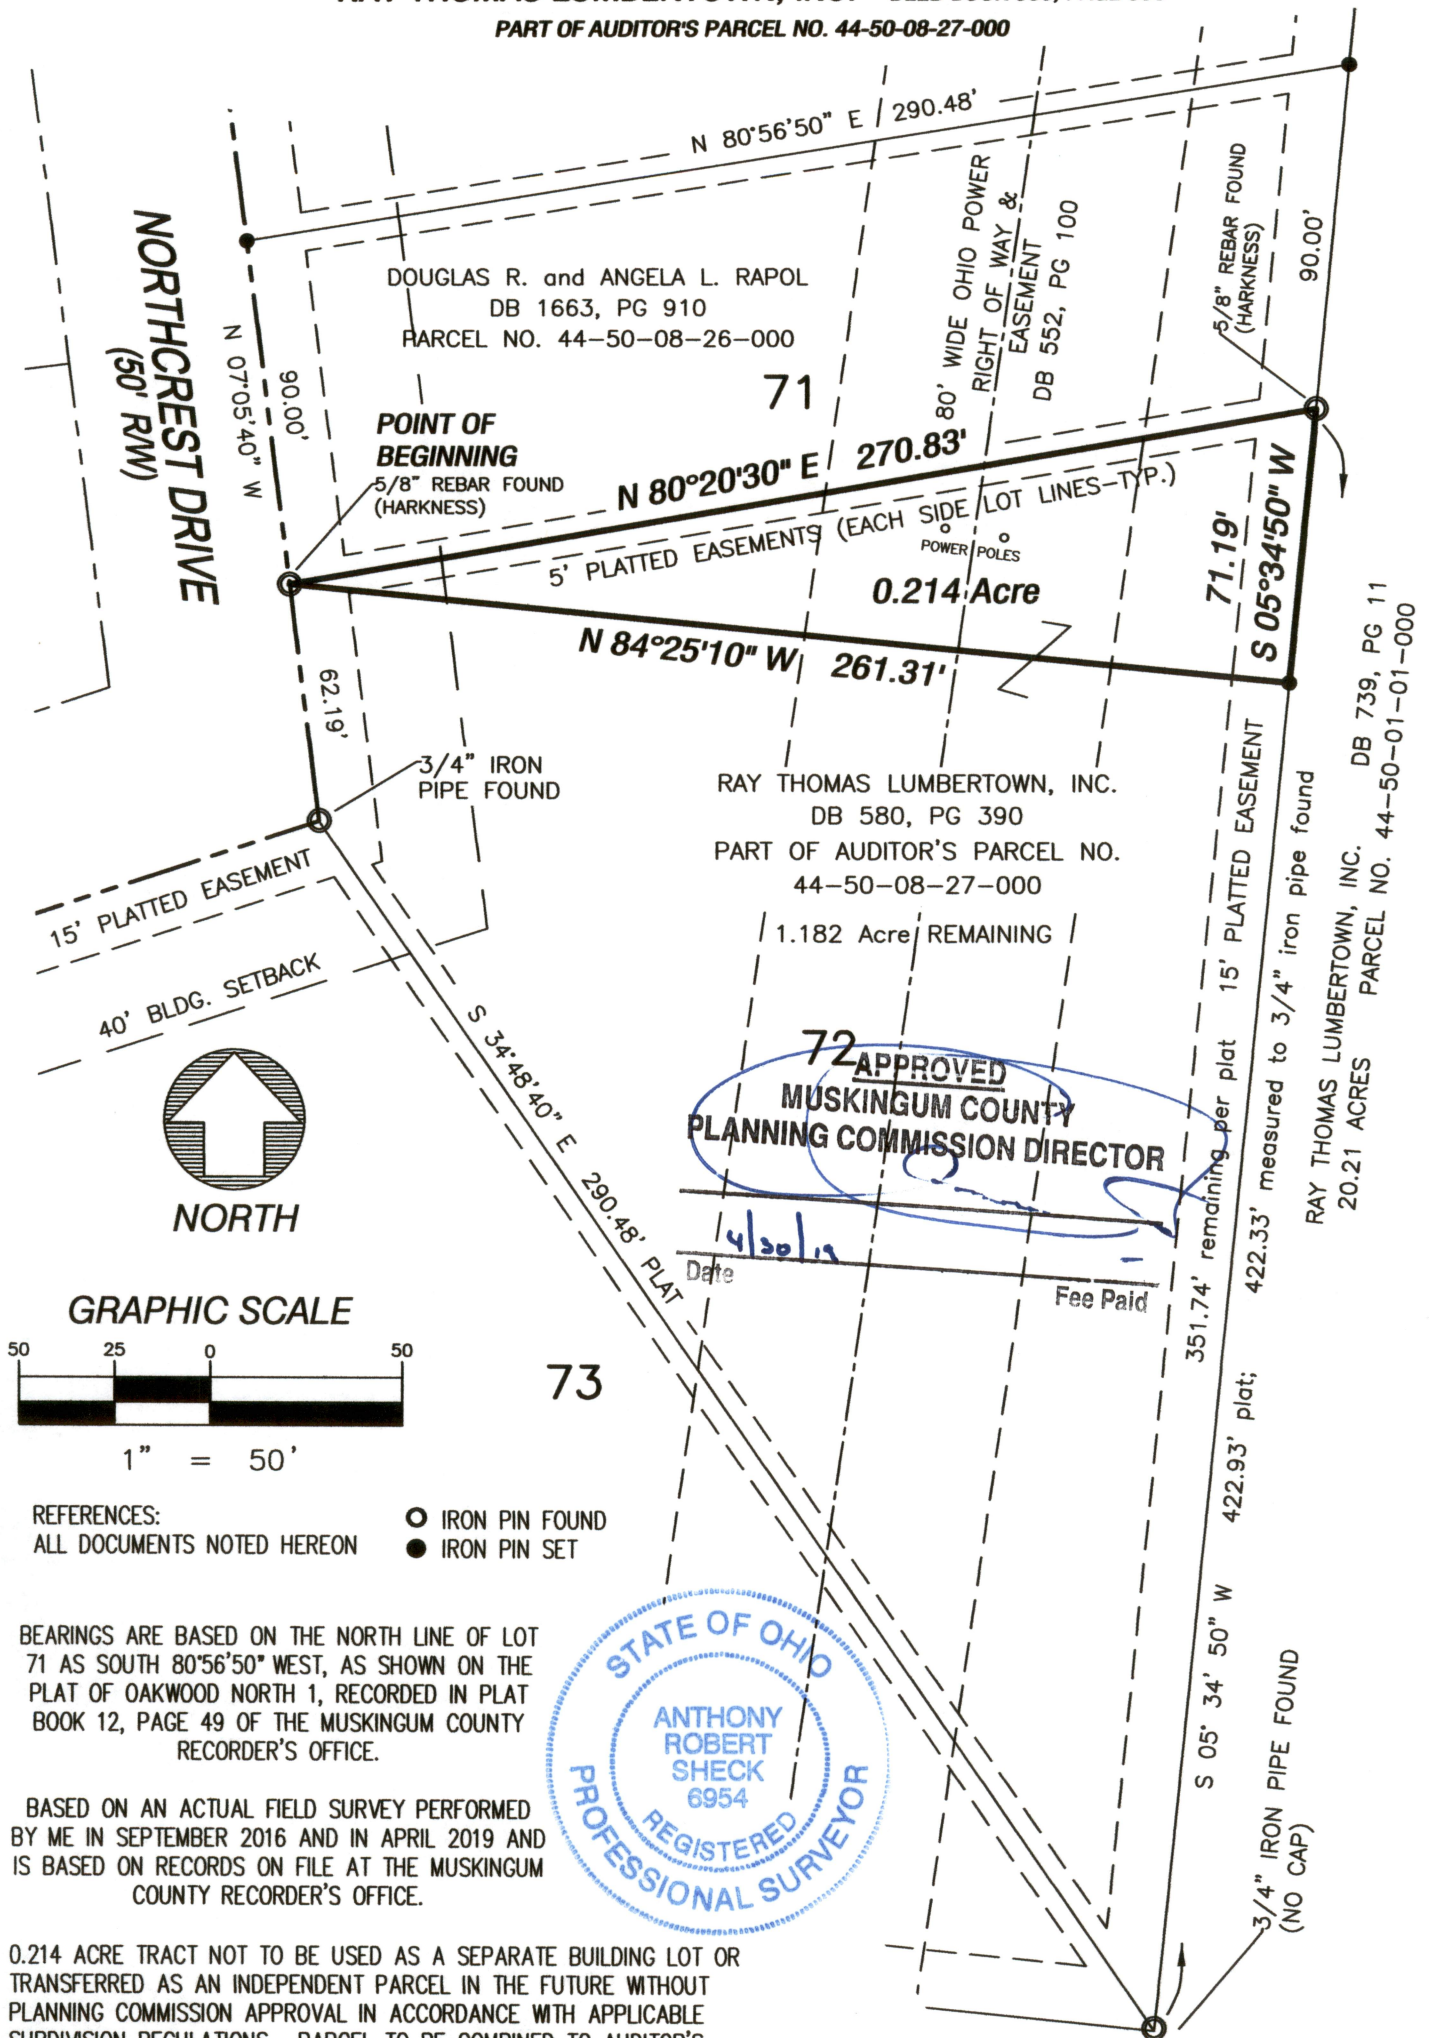 PART OF AUDITOR'S PARCEL NO. 44-50-08-27-000
N 80°56'50" E 290.48'
NORTHCREST DRIVE
(50' R/W)
N 07°05'40" W
90.00'
DOUGLAS R. and ANGELA L. RAPOL
DB 1663, PG 910
PARCEL NO. 44-50-08-26-000
71
80' WIDE OHIO POWER
RIGHT OF WAY &
EASEMENT
DB 552, PG 100
5/8" REBAR FOUND
(HARKNESS)
90.00'
POINT OF
BEGINNING
5/8" REBAR FOUND
(HARKNESS)
N 80°20'30" E 270.83'
5' PLATTED EASEMENTS (EACH SIDE LOT LINES-TYP.)
POWER POLES
0.214 Acre
71.19'
S 05°34'50" W
N 84°25'10" W 261.31'
62.19'
3/4" IRON
PIPE FOUND
RAY THOMAS LUMBERTOWN, INC.
DB 580, PG 390
PART OF AUDITOR'S PARCEL NO.
44-50-08-27-000
1.182 Acre REMAINING
15' PLATTED EASEMENT
40' BLDG. SETBACK
15' PLATTED EASEMENT
351.74' remaining per plat
422.93' plat; 422.33' measured to 3/4" iron pipe found
RAY THOMAS LUMBERTOWN, INC. DB 739, PG 11
20.21 ACRES PARCEL NO. 44-50-01-01-000
S 34°48'40" E 290.48' PLAT
72
APPROVED
MUSKINGUM COUNTY
PLANNING COMMISSION DIRECTOR
4/30/19
Date
Fee Paid
NORTH
GRAPHIC SCALE
50 25 0 50
1" = 50'
73
REFERENCES:
ALL DOCUMENTS NOTED HEREON
IRON PIN FOUND
IRON PIN SET
BEARINGS ARE BASED ON THE NORTH LINE OF LOT
71 AS SOUTH 80°56'50" WEST, AS SHOWN ON THE
PLAT OF OAKWOOD NORTH 1, RECORDED IN PLAT
BOOK 12, PAGE 49 OF THE MUSKINGUM COUNTY
RECORDER'S OFFICE.
BASED ON AN ACTUAL FIELD SURVEY PERFORMED
BY ME IN SEPTEMBER 2016 AND IN APRIL 2019 AND
IS BASED ON RECORDS ON FILE AT THE MUSKINGUM
COUNTY RECORDER'S OFFICE.
STATE OF OHIO
ANTHONY
ROBERT
SHECK
6954
REGISTERED
PROFESSIONAL SURVEYOR
S 05° 34' 50" W
3/4" IRON PIPE FOUND
(NO CAP)
0.214 ACRE TRACT NOT TO BE USED AS A SEPARATE BUILDING LOT OR
TRANSFERRED AS AN INDEPENDENT PARCEL IN THE FUTURE WITHOUT
PLANNING COMMISSION APPROVAL IN ACCORDANCE WITH APPLICABLE